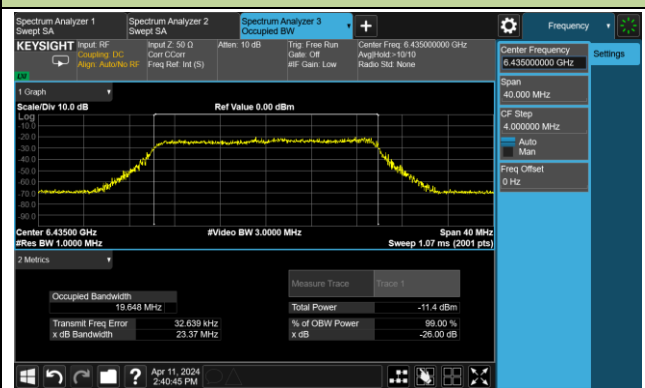 Spectrum Analyzer 1
Swept SA
Spectrum Analyzer 2
Swept SA
Spectrum Analyzer 3
Occupied BW
Frequency
KEYSIGHT
Input: RF
Coupling: DC
Align: Auto/No RF
Input Z: 50 Ω
Corr CCorr
Freq Ref: Int (S)
Atten: 10 dB
Trig: Free Run
Gate: Off
#IF Gain: Low
Center Freq: 6.435000000 GHz
Avg|Hold:>10/10
Radio Std: None
Center Frequency
6.435000000 GHz
Settings
Span
40.000 MHz
CF Step
4.000000 MHz
Auto
Man
Freq Offset
0 Hz
1 Graph
Scale/Div 10.0 dB
Ref Value 0.00 dBm
Log
-10.0
-20.0
-30.0
-40.0
-50.0
-60.0
-70.0
-80.0
-90.0
Center 6.43500 GHz
#Video BW 3.0000 MHz
Span 40 MHz
#Res BW 1.0000 MHz
Sweep 1.07 ms (2001 pts)
2 Metrics
Measure Trace
Trace 1
Occupied Bandwidth
19.648 MHz
Total Power
-11.4 dBm
Transmit Freq Error
32.639 kHz
% of OBW Power
99.00 %
x dB Bandwidth
23.37 MHz
x dB
-26.00 dB
?
Apr 11, 2024
2:40:45 PM